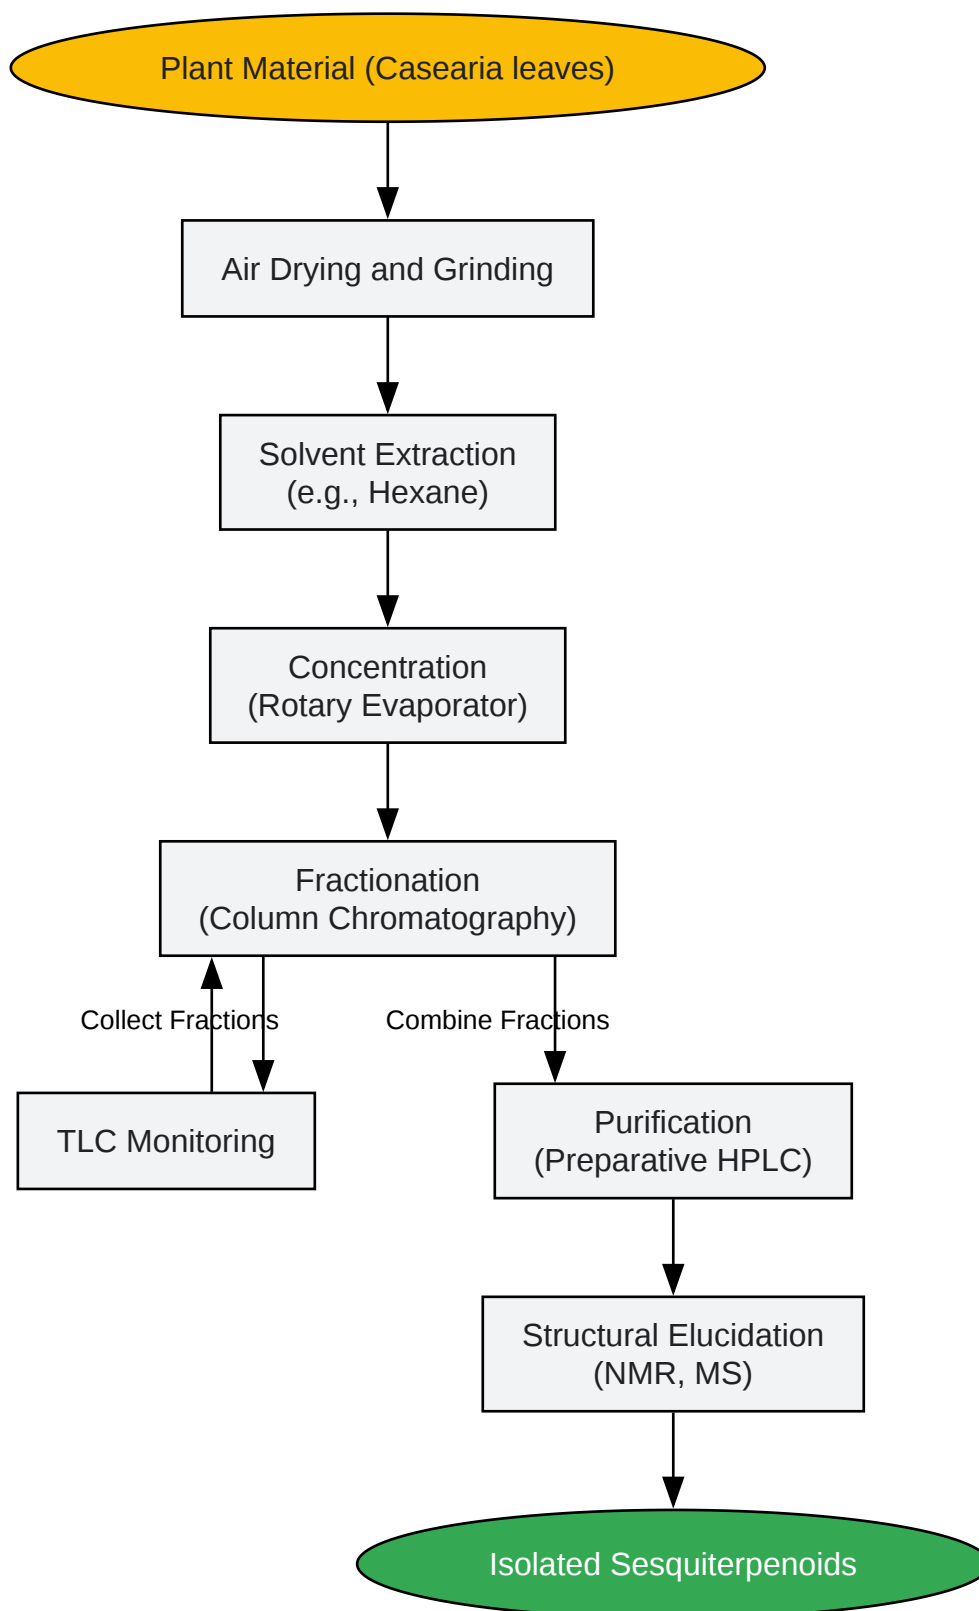 Plant Material (Casearia leaves)
Air Drying and Grinding
Solvent Extraction
(e.g., Hexane)
Concentration
(Rotary Evaporator)
Fractionation
(Column Chromatography)
Collect Fractions
Combine Fractions
TLC Monitoring
Purification
(Preparative HPLC)
Structural Elucidation
(NMR, MS)
Isolated Sesquiterpenoids